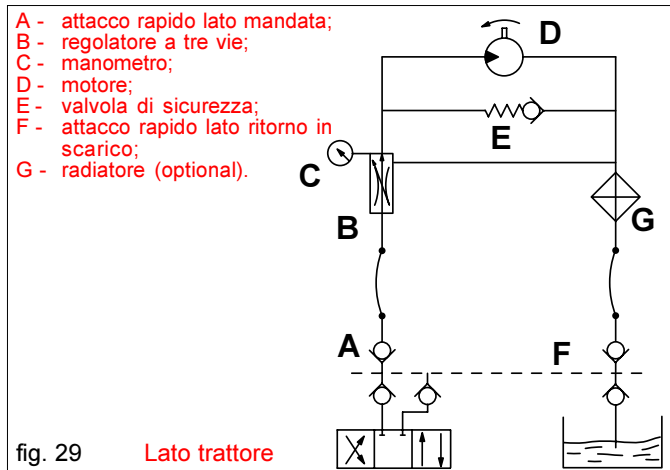 A - attacco rapido lato mandata;
B - regolatore a tre vie;
C - manometro;
D - motore;
E - valvola di sicurezza;
F - attacco rapido lato ritorno in
scarico;
G - radiatore (optional).
D
E
C
B
G
A
F
fig. 29
Lato trattore